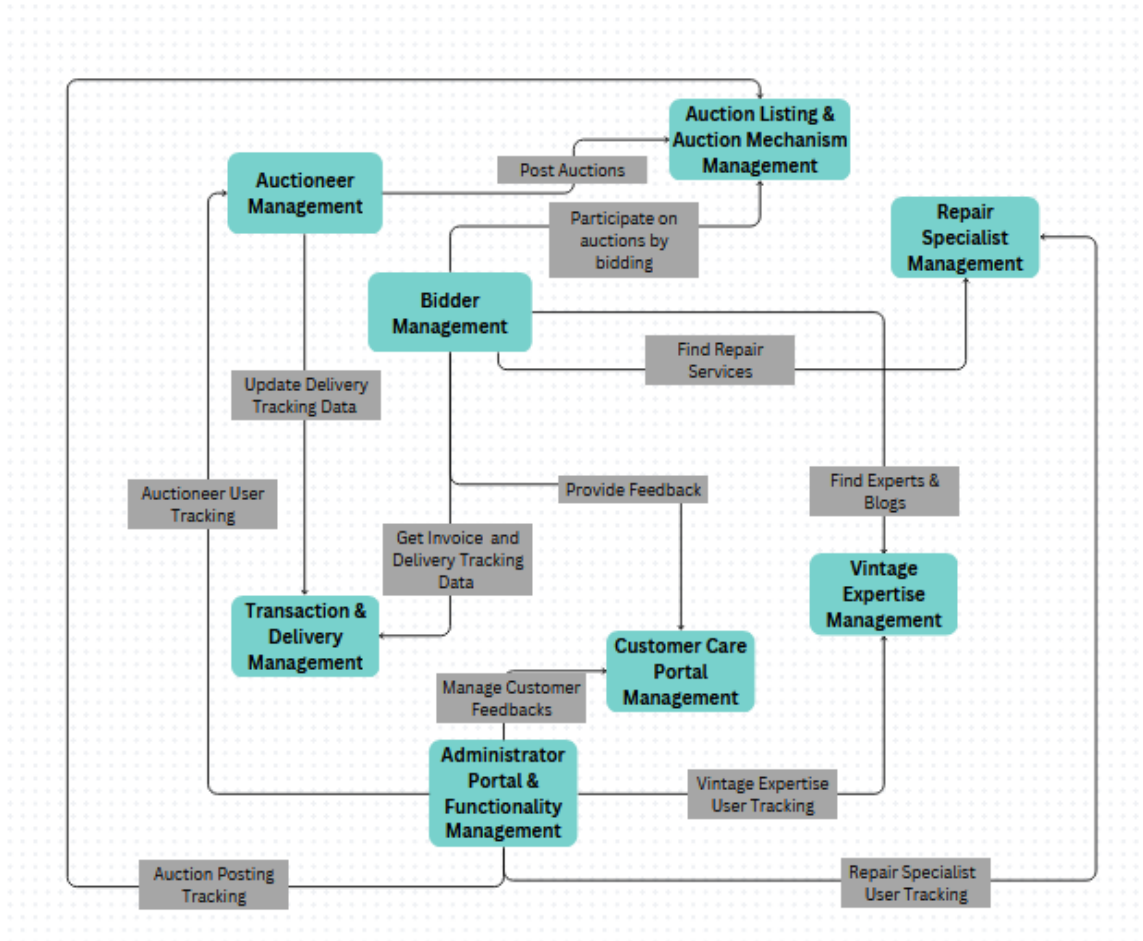 Auction Listing &
Auction Mechanism
Management
Post Auctions
Auctioneer
Management
Participate on
auctions by
bidding
Repair
Specialist
Management
Bidder
Management
Find Repair
Services
Update Delivery
Tracking Data
Auctioneer User
Tracking
Provide Feedback
Find Experts &
Blogs
Get Invoice and
Delivery Tracking
Data
Vintage
Expertise
Management
Transaction &
Delivery
Management
Customer Care
Portal
Management
Manage Customer
Feedbacks
Administrator
Portal &
Functionality
Management
Vintage Expertise
User Tracking
Auction Posting
Tracking
Repair Specialist
User Tracking